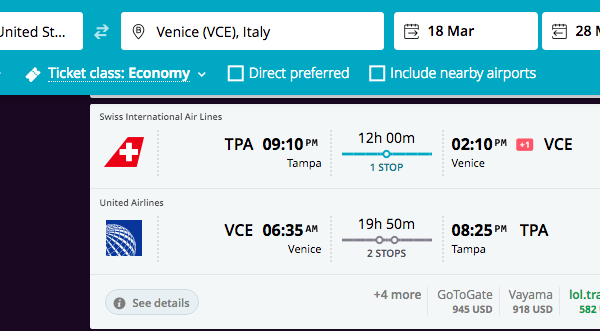 United St...
Venice (VCE), Italy
18 Mar
28 M
Ticket class: Economy
Direct preferred
Include nearby airports
Swiss International Air Lines
TPA 09:10 PM
Tampa
12h 00m
1 STOP
02:10 PM +1 VCE
Venice
United Airlines
VCE 06:35 AM
Venice
19h 50m
2 STOPS
08:25 PM TPA
Tampa
See details
+4 more
GoToGate
945 USD
Vayama
918 USD
lol.tra
582